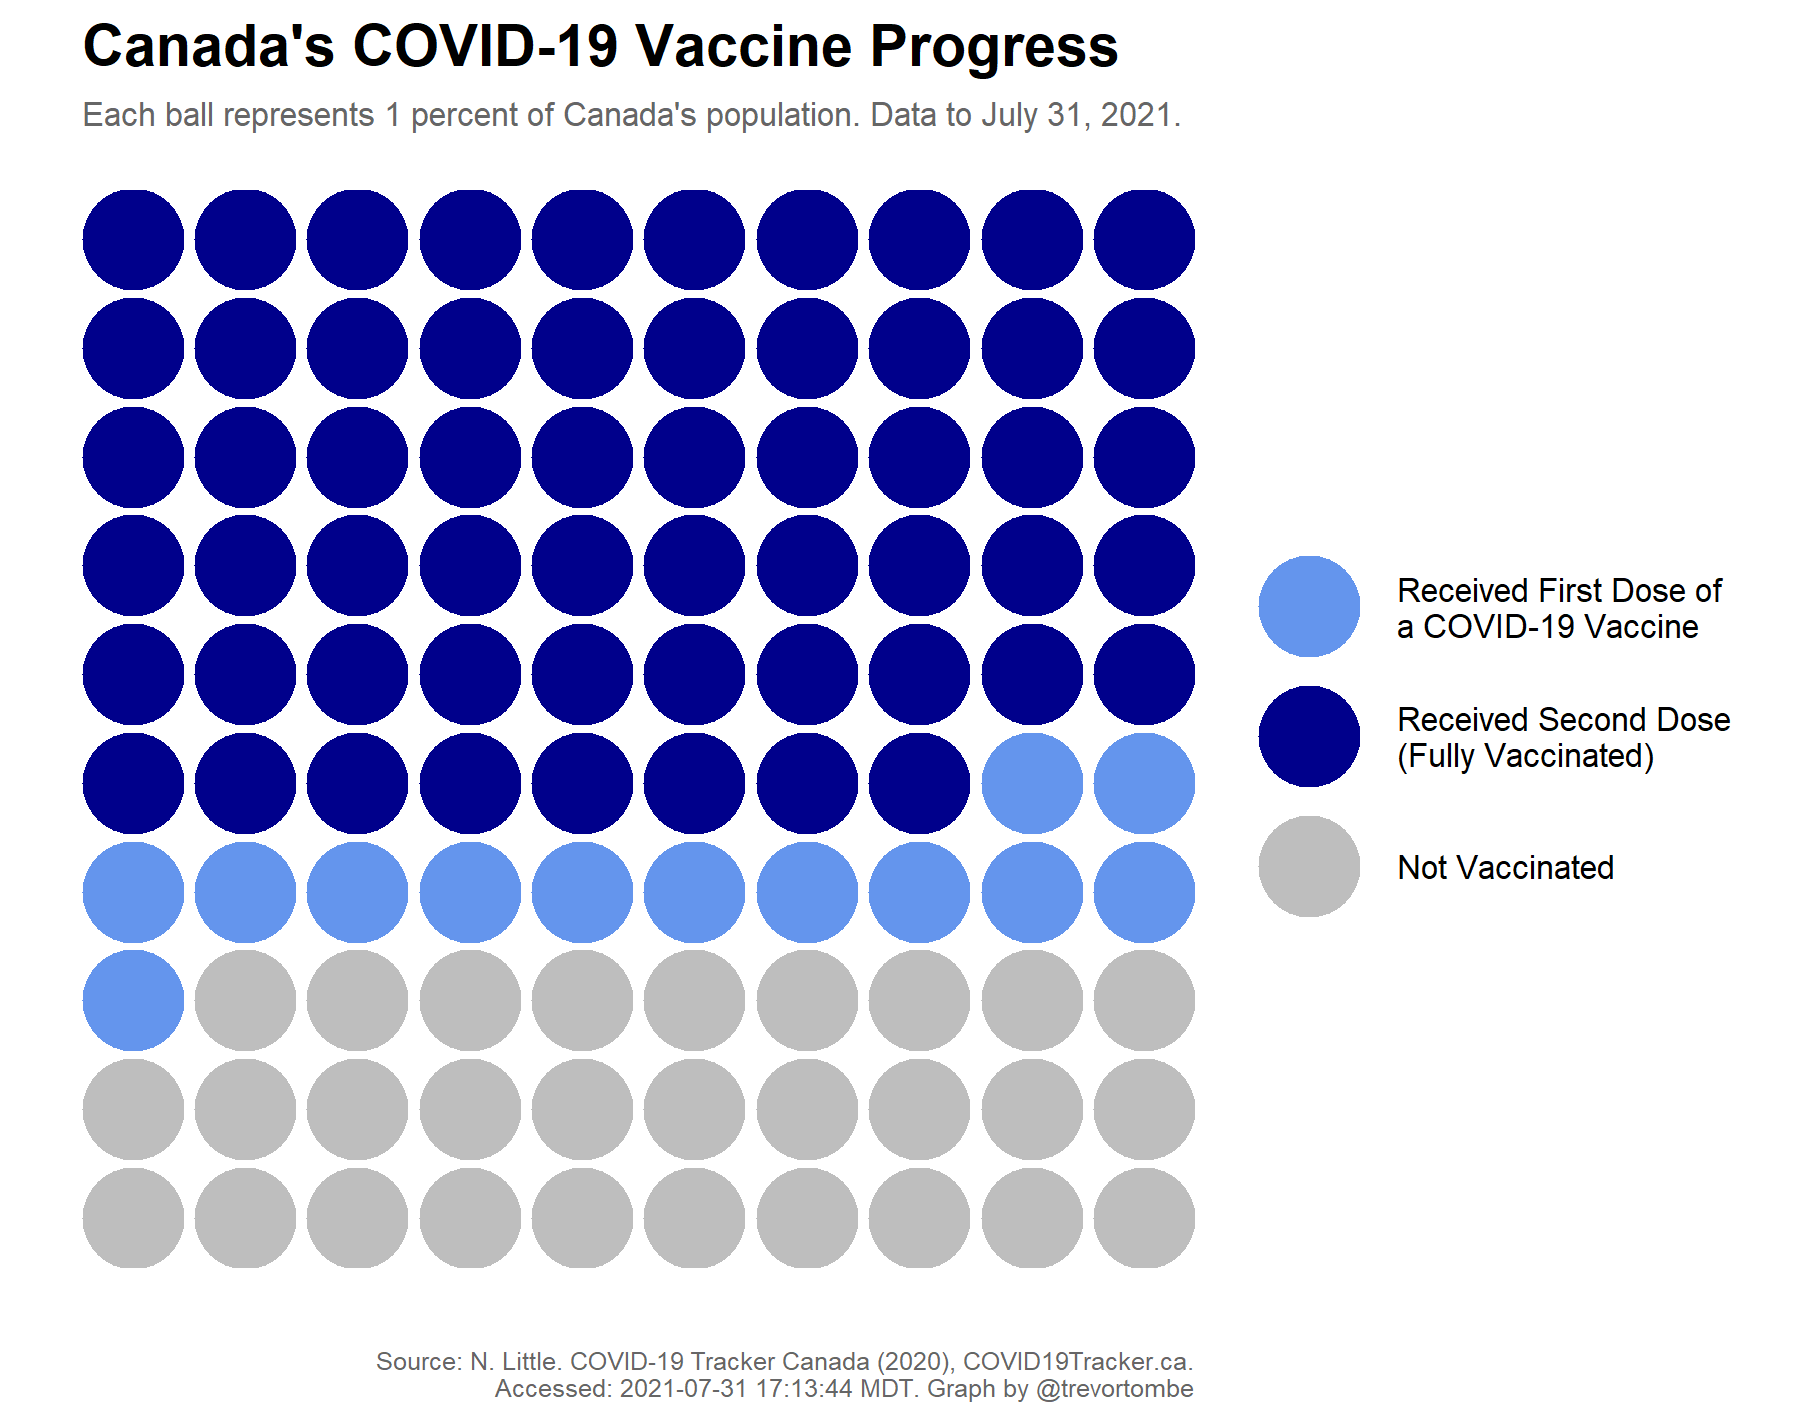 Canada's COVID-19 Vaccine Progress
Each ball represents 1 percent of Canada's population. Data to July 31, 2021.
Received First Dose of
a COVID-19 Vaccine
Received Second Dose
(Fully Vaccinated)
Not Vaccinated
Source: N. Little. COVID-19 Tracker Canada (2020), COVID19Tracker.ca.
Accessed: 2021-07-31 17:13:44 MDT. Graph by @trevortombe